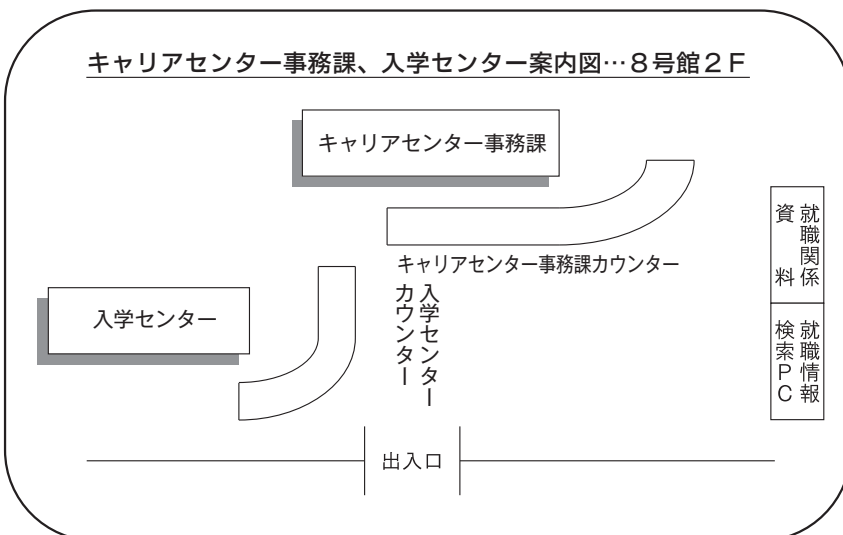 キャリアセンター事務課、入学センター案内図…８号館２Ｆ
キャリアセンター事務課
キャリアセンター事務課カウンター
入学センター
入学センター
カウンター
就職関係
資料
就職情報
検索ＰＣ
出入口